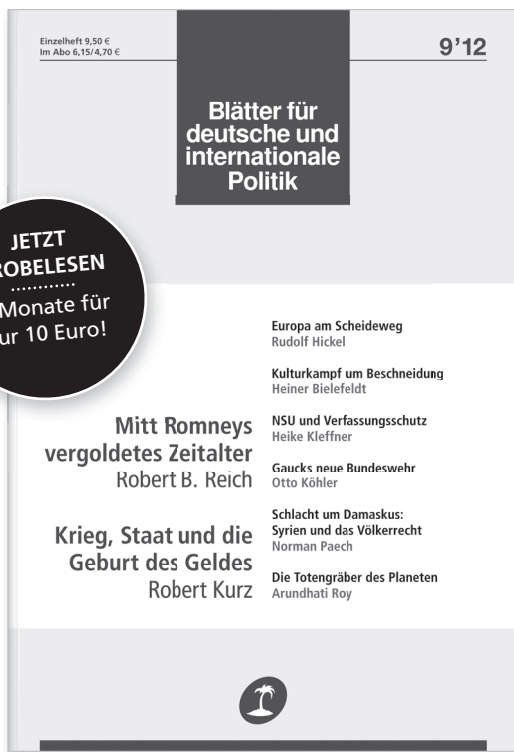 Einzelheft 9,50 €
Im Abo 6,15/4,70 €
9’12
Blätter für
deutsche und
internationale
Politik
JETZT
ROBELESEN
Monate für
ur 10 Euro!
Mitt Romneys
vergoldetes Zeitalter
Robert B. Reich
Krieg, Staat und die
Geburt des Geldes
Robert Kurz
Europa am Scheideweg
Rudolf Hickel
Kulturkampf um Beschneidung
Heiner Bielefeldt
NSU und Verfassungsschutz
Heike Kleffner
Gaucks neue Bundeswehr
Otto Köhler
Schlacht um Damaskus:
Syrien und das Völkerrecht
Norman Paech
Die Totengräber des Planeten
Arundhati Roy